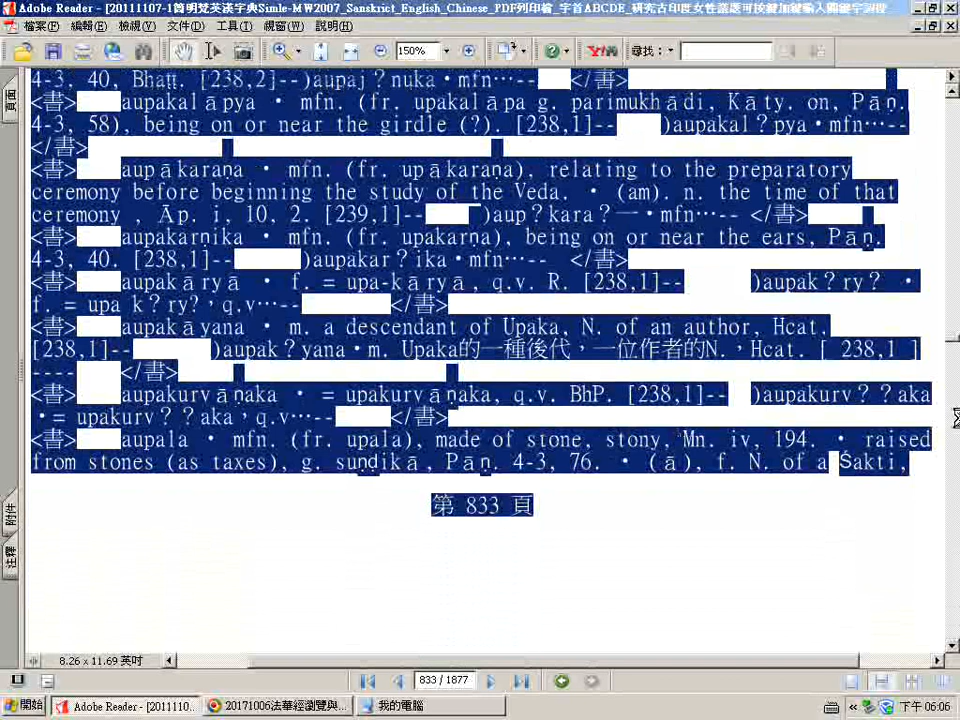 Adobe Reader - [20111107-1簡明梵英漢字典Simle-MW2007_Sanskrict_English_Chinese_PDF列印檔_字首ABCDE_研究古印度女性議題可按鍵輸入關鍵字詞搜
檔案(F) 編輯(E) 檢視(V) 文件(D) 工具(T) 視窗(W) 說明(H)
150% 尋找:
頁面
4-3, 40, Bhaṭṭ. [238,2]--)aupaj?nuka‧mfn…-- </書>
<書> aupakalāpya ‧ mfn. (fr. upakalāpa g. parimukhādi, Kāty. on, Pāṇ.
4-3, 58), being on or near the girdle (?). [238,1]-- )aupakal?pya‧mfn…--
</書>
<書> aupākaraṇa ‧ mfn. (fr. upākaraṇa), relating to the preparatory
ceremony before beginning the study of the Veda. ‧ (am). n. the time of that
ceremony , Āp. i, 10, 2. [239,1]-- )aup?kara?一‧mfn…-- </書>
<書> aupakarṇika ‧ mfn. (fr. upakarṇa), being on or near the ears, Pāṇ.
4-3, 40. [238,1]-- )aupakar?ika‧mfn…-- </書>
<書> aupakāryā ‧ f. = upa-kāryā, q.v. R. [238,1]-- )aupak?ry? ‧
f. = upa k?ry?, q.v…-- </書>
<書> aupakāyana ‧ m. a descendant of Upaka, N. of an author, Hcat.
[238,1]-- )aupak?yana‧m. Upaka的一種後代，一位作者的N.，Hcat. [ 238,1 ]
---- </書>
<書> aupakurvāṇaka ‧ = upakurvāṇaka, q.v. BhP. [238,1]-- )aupakurv??aka
‧= upakurv??aka，q.v…-- </書>
<書> aupala ‧ mfn. (fr. upala), made of stone, stony, Mn. iv, 194. ‧ raised
from stones (as taxes), g. suṇḍikā, Pāṇ. 4-3, 76. ‧ (ā), f. N. of a Śakti,
第 833 頁
附件
注釋
8.26 x 11.69 英吋
833 / 1877
開始 Adobe Reader - [2011110... 20171006法華經瀏覽與... 我的電腦 下午 06:06